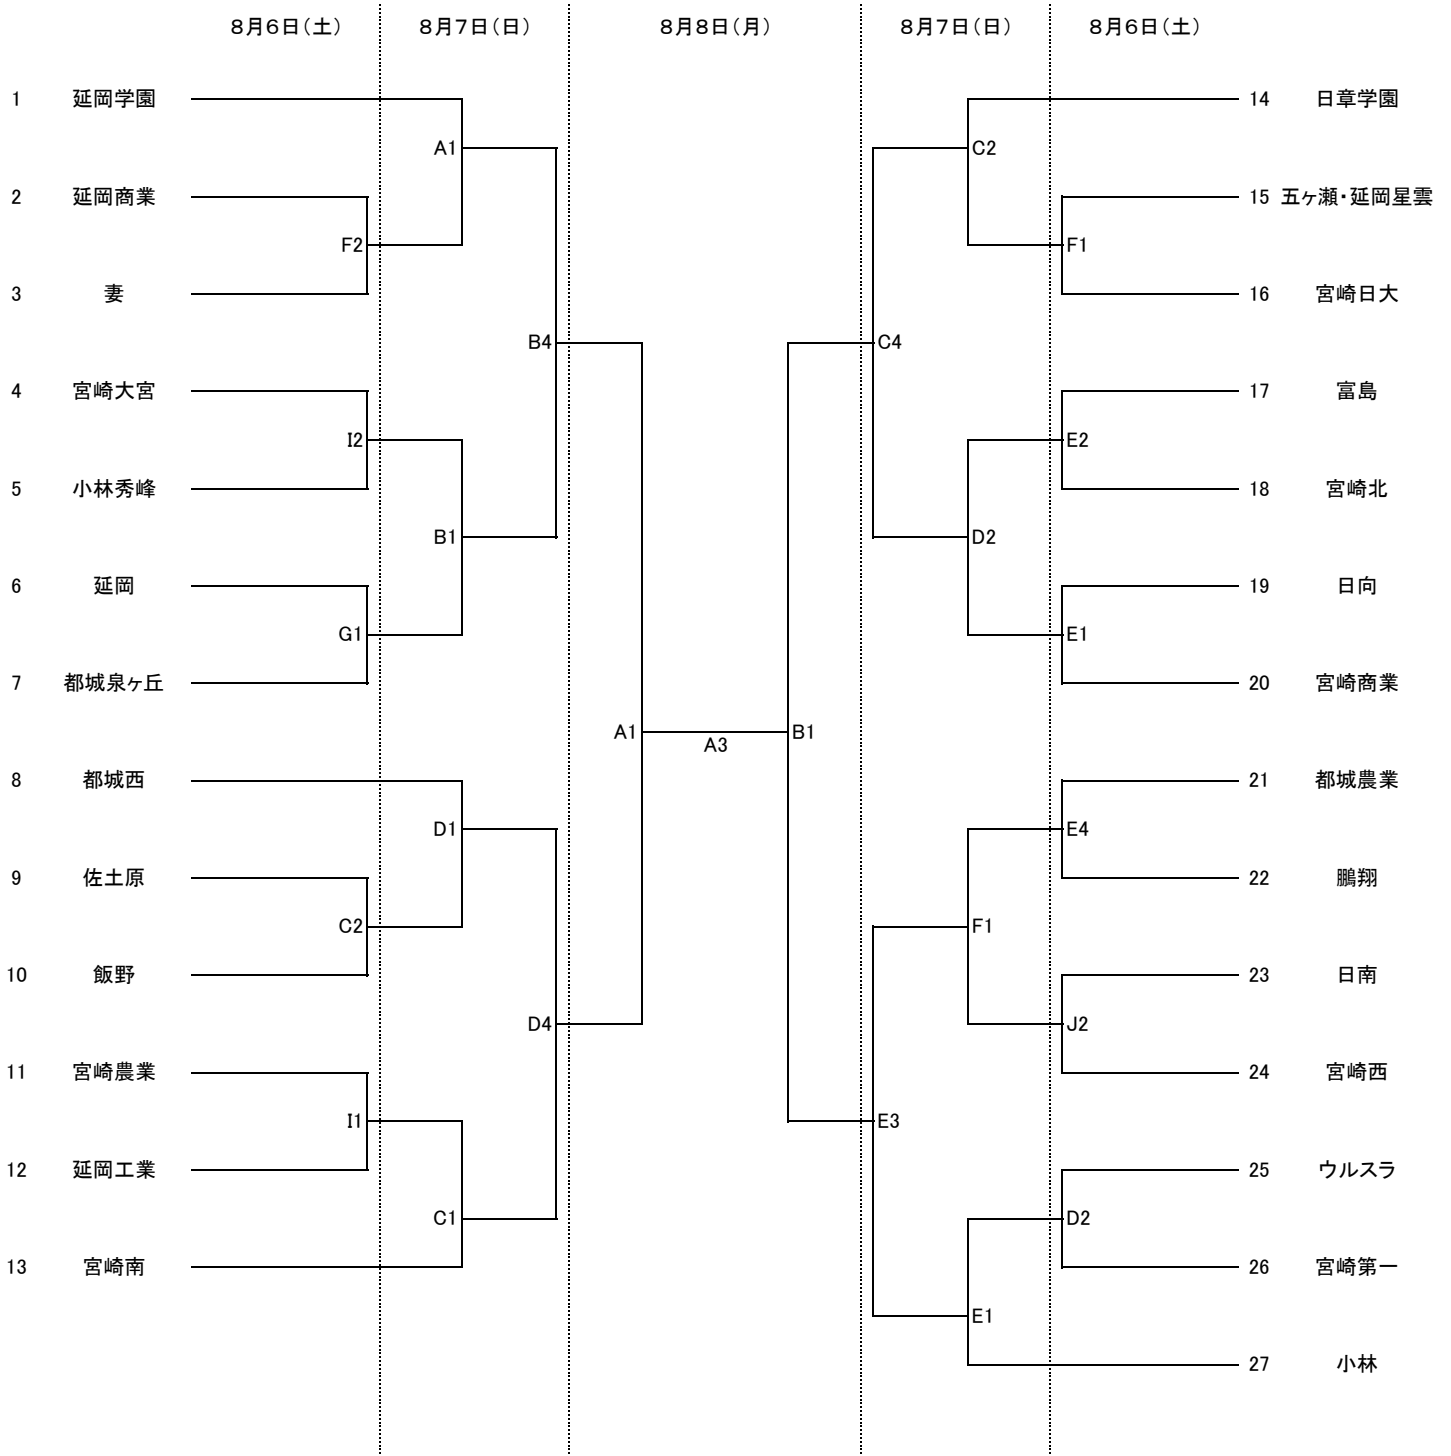 8月6日(土) 8月7日(日) 8月8日(月) 8月7日(日) 8月6日(土)
1 延岡学園 14 日章学園
A1 C2
2 延岡商業 15 五ヶ瀬・延岡星雲
F2 F1
3 妻 16 宮崎日大
B4 C4
4 宮崎大宮 17 富島
I2 E2
5 小林秀峰 18 宮崎北
B1 D2
6 延岡 19 日向
G1 E1
7 都城泉ヶ丘 20 宮崎商業
A1 A3 B1
8 都城西 21 都城農業
D1 E4
9 佐土原 22 鵬翔
C2 F1
10 飯野 23 日南
D4 J2
11 宮崎農業 24 宮崎西
I1 E3
12 延岡工業 25 ウルスラ
C1 D2
13 宮崎南 26 宮崎第一
E1
27 小林